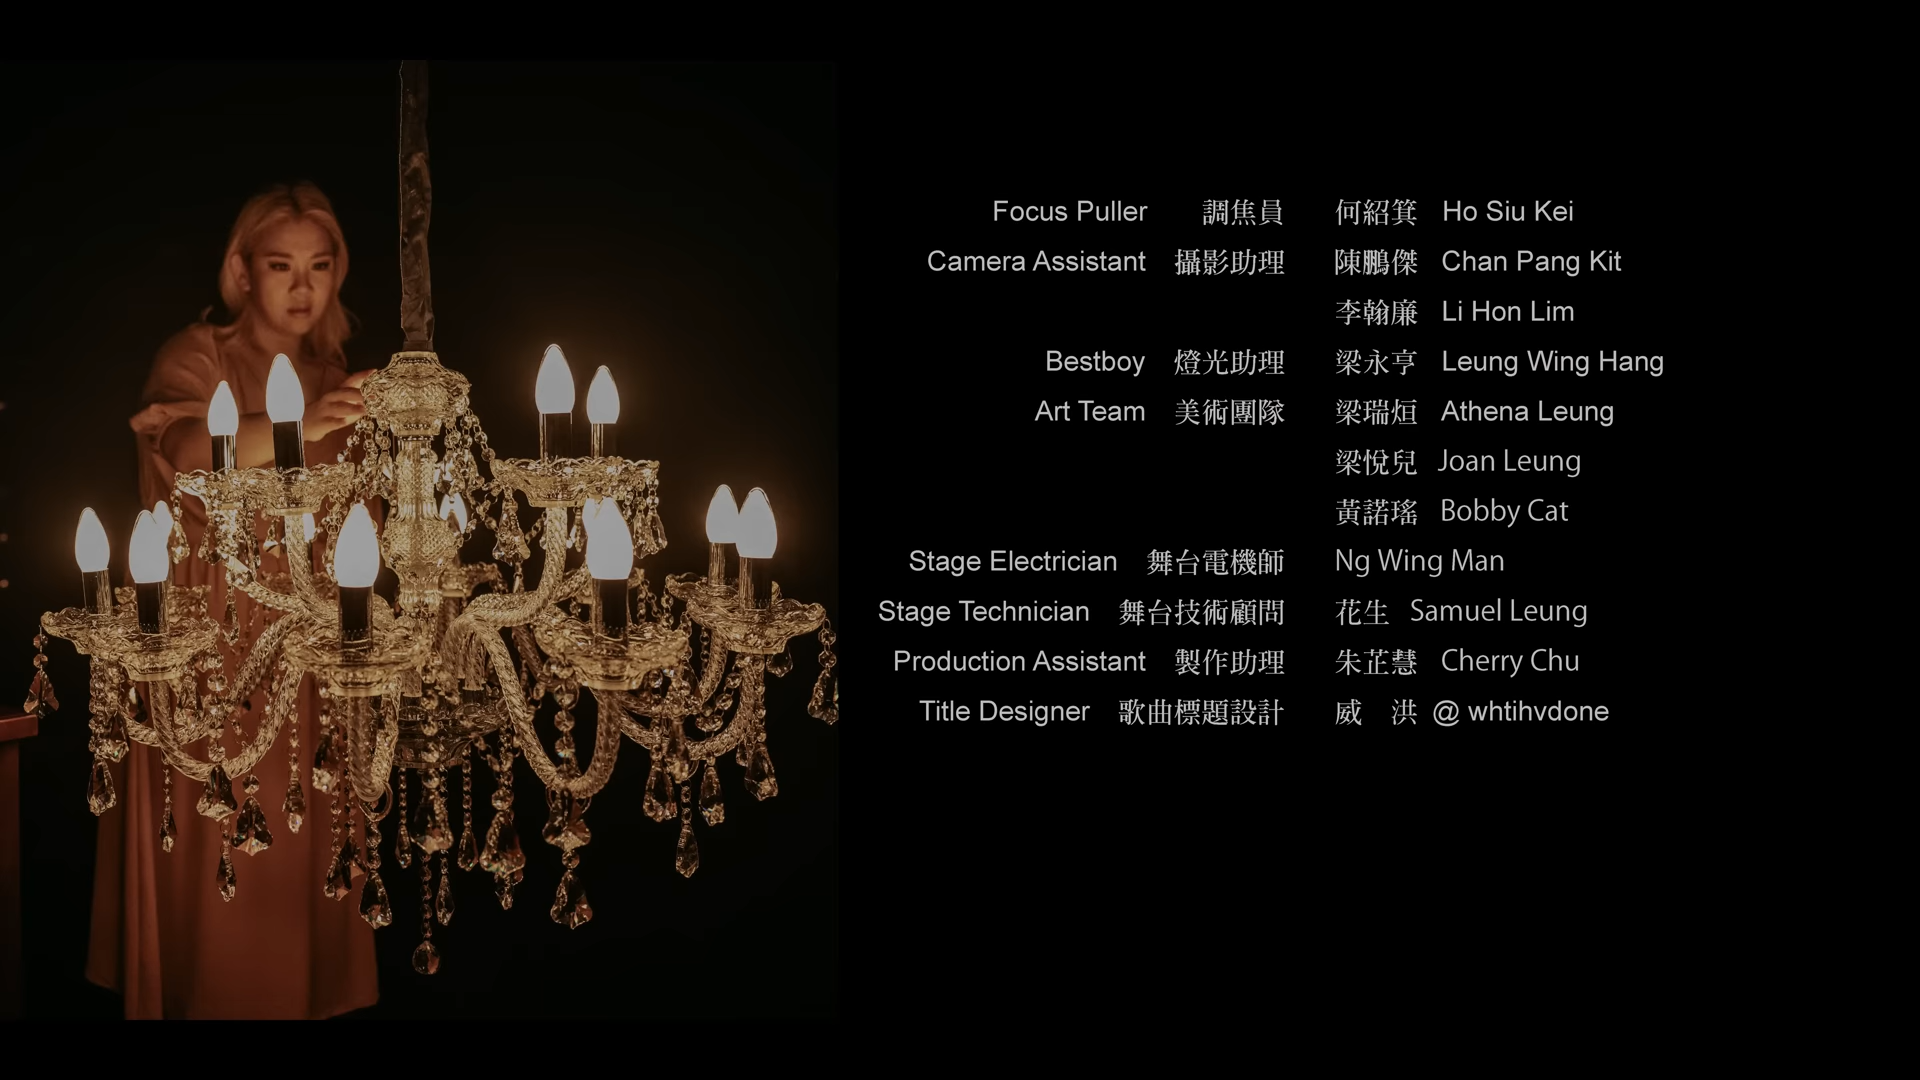 Focus Puller 調焦員 何紹箕 Ho Siu Kei
Camera Assistant 攝影助理 陳鵬傑 Chan Pang Kit
李翰廉 Li Hon Lim
Bestboy 燈光助理 梁永亨 Leung Wing Hang
Art Team 美術團隊 梁瑞烜 Athena Leung
梁悅兒 Joan Leung
黃諾瑤 Bobby Cat
Stage Electrician 舞台電機師 Ng Wing Man
Stage Technician 舞台技術顧問 花生 Samuel Leung
Production Assistant 製作助理 朱芷慧 Cherry Chu
Title Designer 歌曲標題設計 威 洪 @ whtihvdone